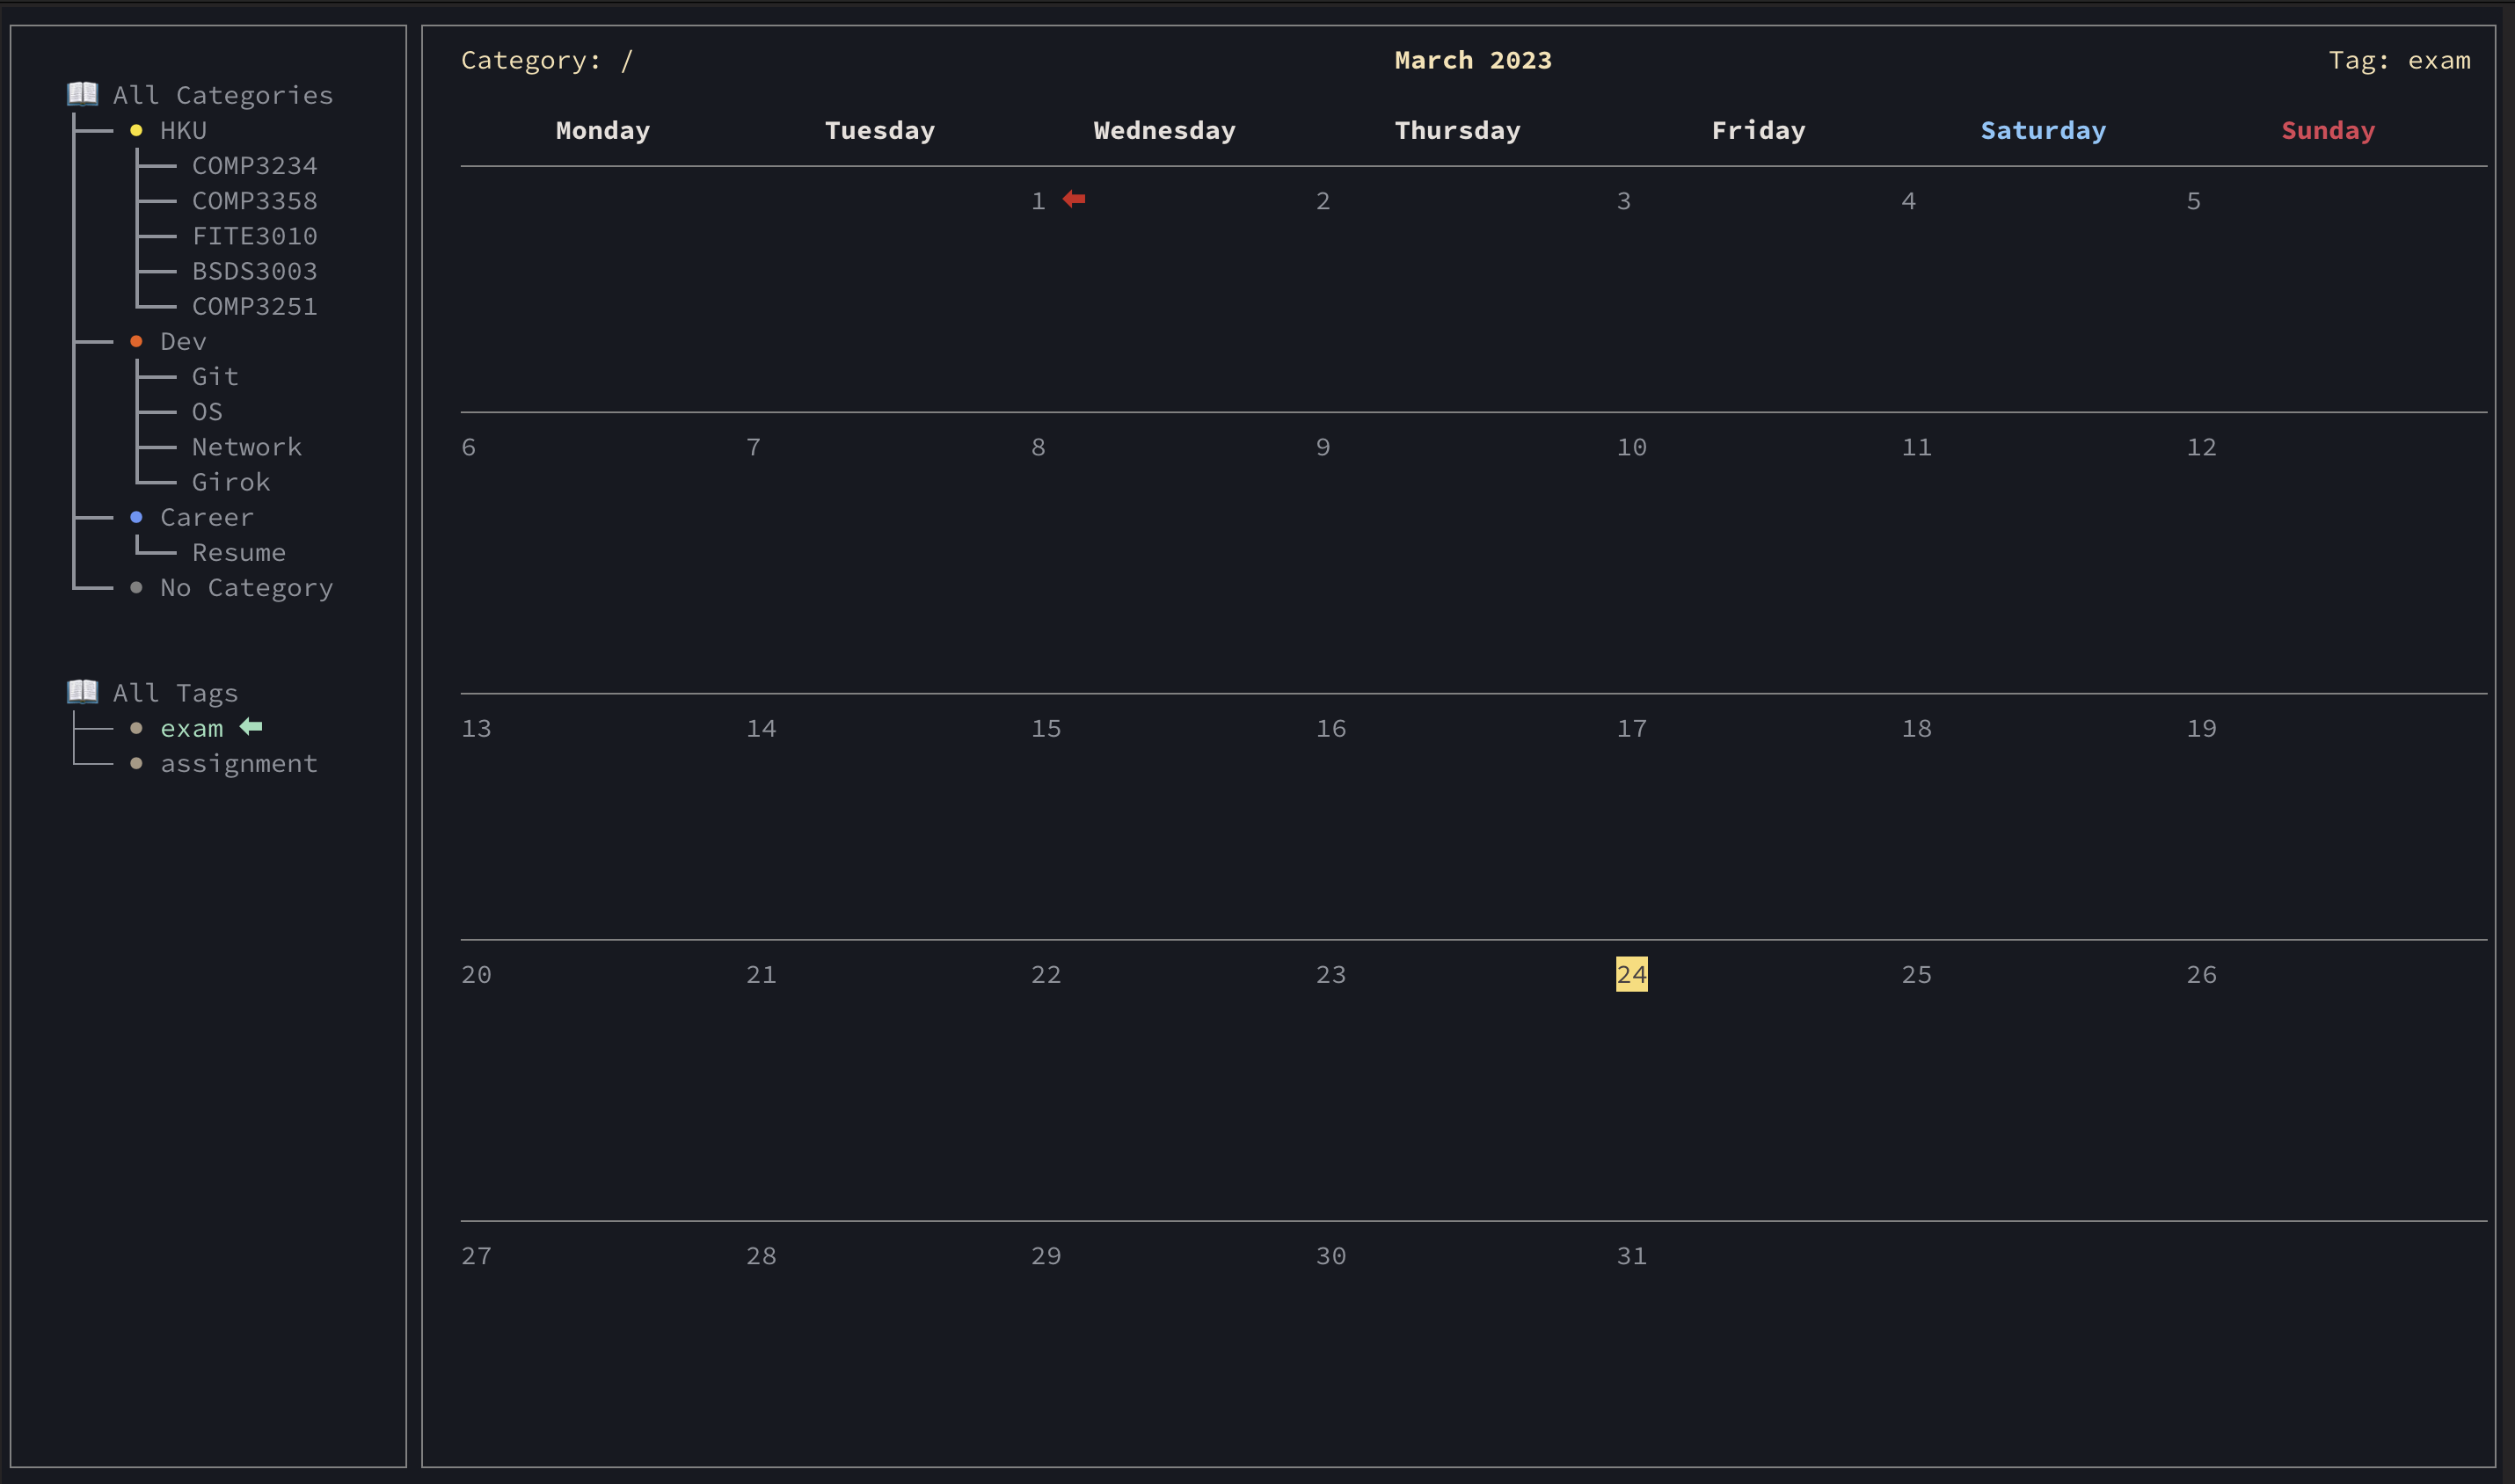 All Categories
HKU
COMP3234
COMP3358
FITE3010
BSDS3003
COMP3251
Dev
Git
OS
Network
Girok
Career
Resume
No Category
All Tags
exam
assignment
Category: / March 2023 Tag: exam
Monday Tuesday Wednesday Thursday Friday Saturday Sunday
1 2 3 4 5
6 7 8 9 10 11 12
13 14 15 16 17 18 19
20 21 22 23 24 25 26
27 28 29 30 31